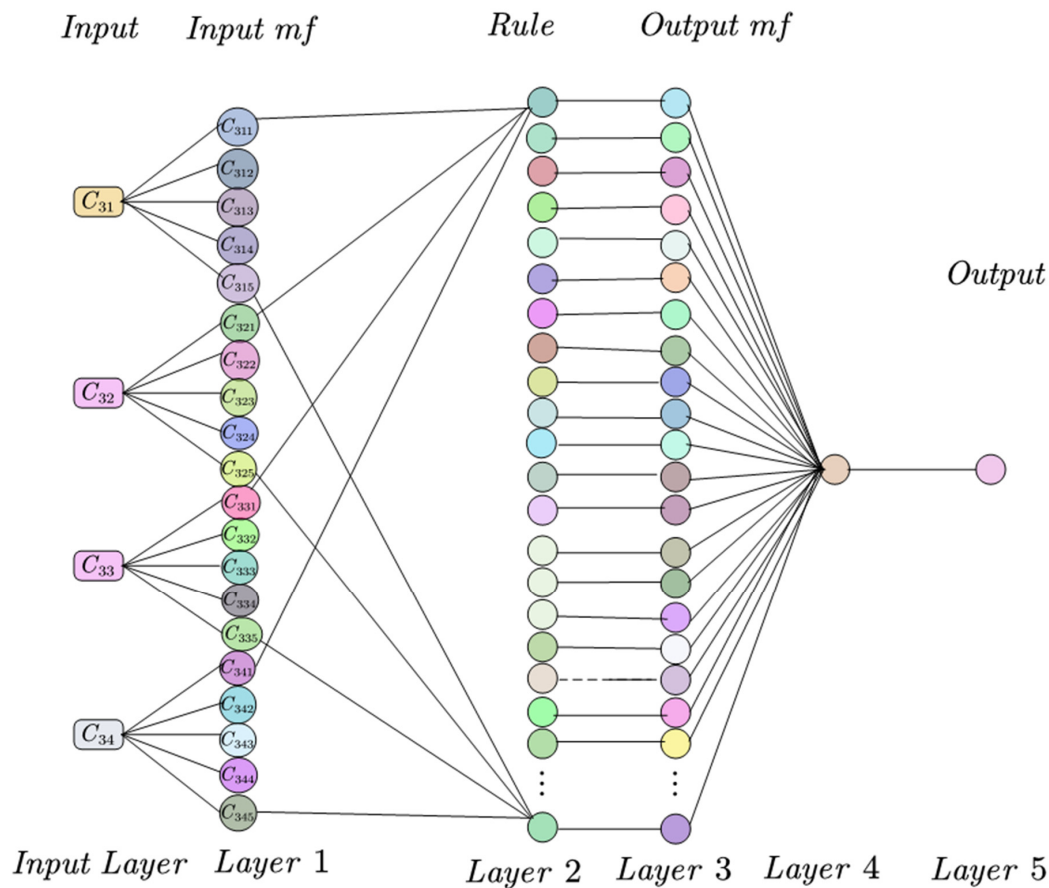 Input Input mf Rule Output mf
C₃₁₁
C₃₁₂
C₃₁
C₃₁₃
C₃₁₄
Output
C₃₁₅
C₃₂₁
C₃₂₂
C₃₂
C₃₂₃
C₃₂₄
C₃₂₅
C₃₃₁
C₃₃₂
C₃₃
C₃₃₃
C₃₃₄
C₃₃₅
C₃₄₁
C₃₄₂
C₃₄
C₃₄₃
C₃₄₄
C₃₄₅
Input Layer Layer 1 Layer 2 Layer 3 Layer 4 Layer 5